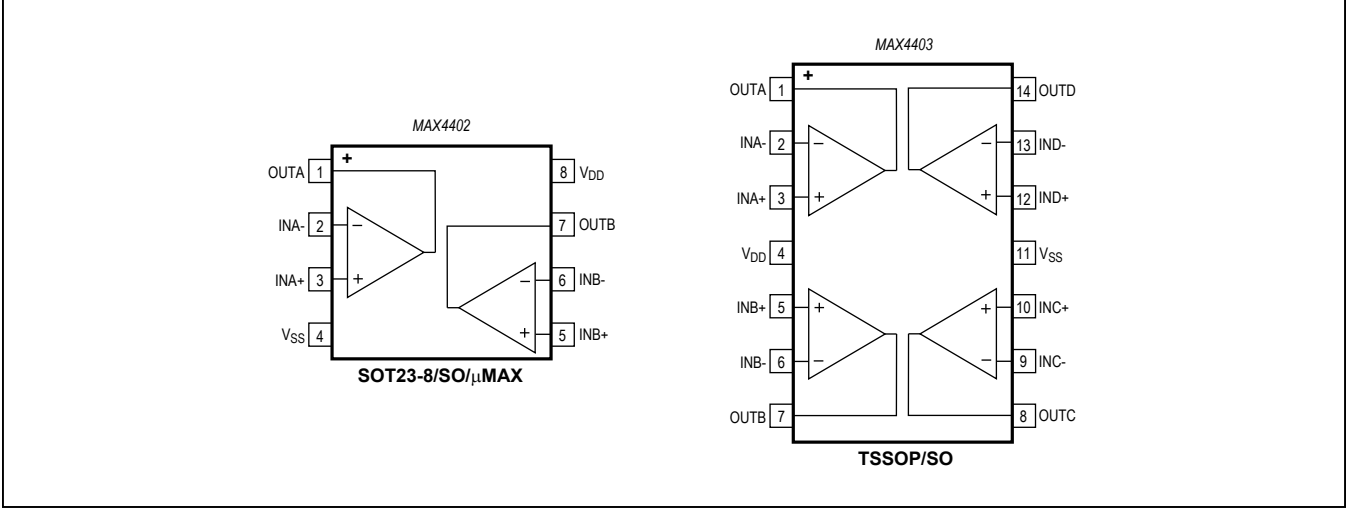 MAX4402
+
OUTA 1
8 VDD
INA- 2
−
7 OUTB
INA+ 3
+
−
6 INB-
VSS 4
+
5 INB+
SOT23-8/SO/μMAX
MAX4403
+
OUTA 1
14 OUTD
INA- 2
−
−
13 IND-
INA+ 3
+
+
12 IND+
VDD 4
11 VSS
INB+ 5
+
+
10 INC+
INB- 6
−
−
9 INC-
OUTB 7
8 OUTC
TSSOP/SO